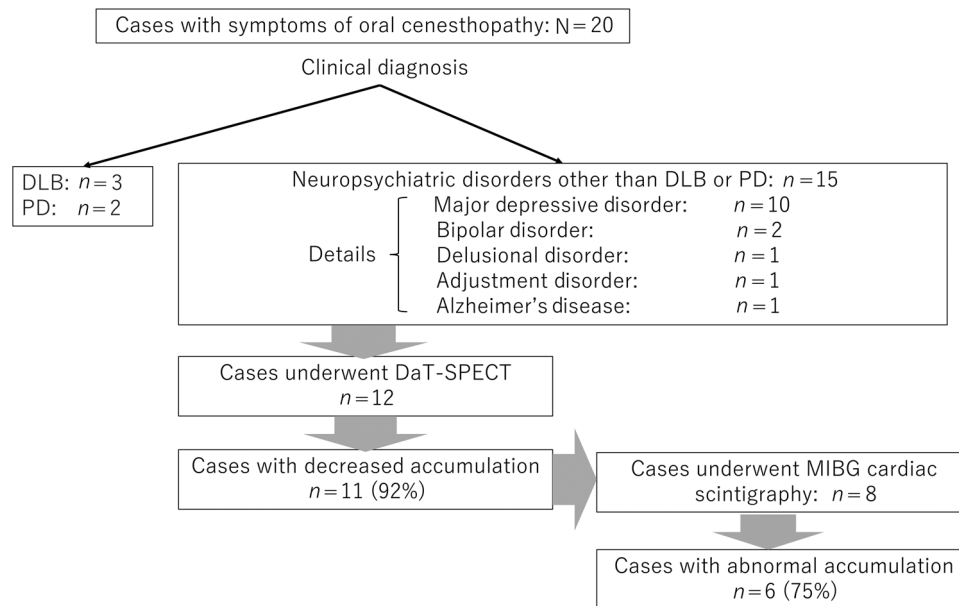 Cases with symptoms of oral cenesthopathy: N=20
Clinical diagnosis
DLB: n=3
PD: n=2
Neuropsychiatric disorders other than DLB or PD: n=15
Details
Major depressive disorder: n=10
Bipolar disorder: n=2
Delusional disorder: n=1
Adjustment disorder: n=1
Alzheimer's disease: n=1
Cases underwent DaT-SPECT
n=12
Cases with decreased accumulation
n=11 (92%)
Cases underwent MIBG cardiac
scintigraphy: n=8
Cases with abnormal accumulation
n=6 (75%)